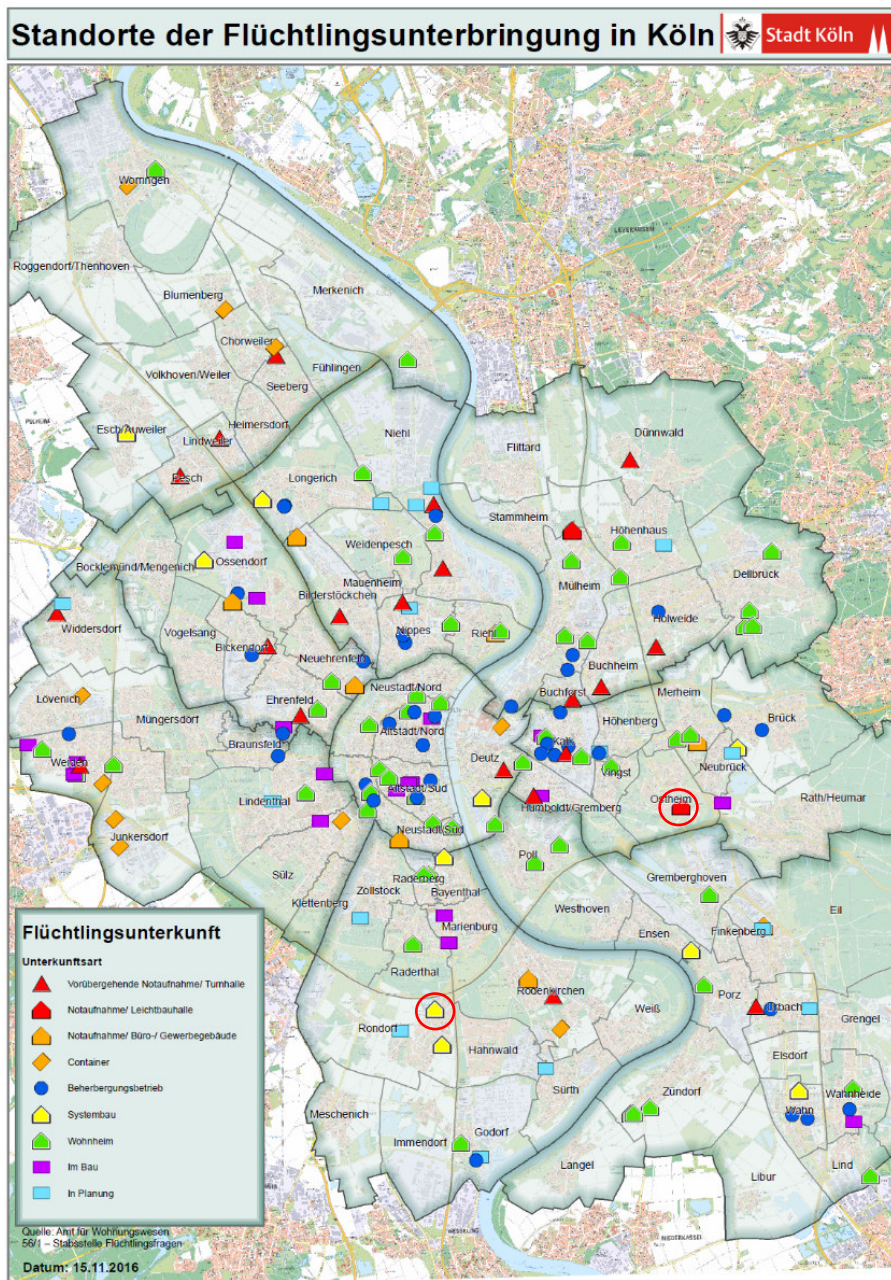 Standorte der Flüchtlingsunterbringung in Köln
Stadt Köln
Worringen
Roggendorf/Thenhoven
Blumenberg
Merkenich
LEVERKUSEN
Chorweiler
Volkhoven/Weiler
Fühlingen
Seeberg
Esch/Auweiler
Heimersdorf
Lindweiler
Niehl
Dünnwald
Flittard
Pesch
Longerich
Stammheim
Höhenhaus
Weidenpesch
Bocklemünd/Mengenich
Ossendorf
Dellbrück
Mauenheim
Mülheim
Bilderstöckchen
Widdersdorf
Vogelsang
Holweide
Nippes
Riehl
Bickendorf
Neuehrenfeld
Buchheim
Merheim
Lövenich
Neustadt/Nord
Buchforst
Ehrenfeld
Müngersdorf
Höhenberg
Brück
Altstadt/Nord
Braunsfeld
Kalk
Weiden
Deutz
Vingst
Neubrück
Altstadt/Süd
Lindenthal
Ostheim
Rath/Heumar
Humboldt/Gremberg
Neustadt/Süd
Junkersdorf
Poll
Sülz
Raderberg
Zollstock
Bayenthal
Gremberghoven
Klettenberg
Westhoven
Eil
Marienburg
Ensen
Finkenberg
Raderthal
Rodenkirchen
Porz
Weiß
Urbach
Rondorf
Grengel
Hahnwald
Elsdorf
Sürth
Zündorf
Wahnheide
Meschenich
Wahn
Immendorf
Godorf
Langel
Libur
Lind
WESSELING
NIEDERKASSEL
Flüchtlingsunterkunft
Unterkunftsart
Vorübergehende Notaufnahme/ Turnhalle
Notaufnahme/ Leichtbauhalle
Notaufnahme/ Büro-/ Gewerbegebäude
Container
Beherbergungsbetrieb
Systembau
Wohnheim
Im Bau
In Planung
Quelle: Amt für Wohnungswesen
56/1 – Stabsstelle Flüchtlingsfragen
Datum: 15.11.2016